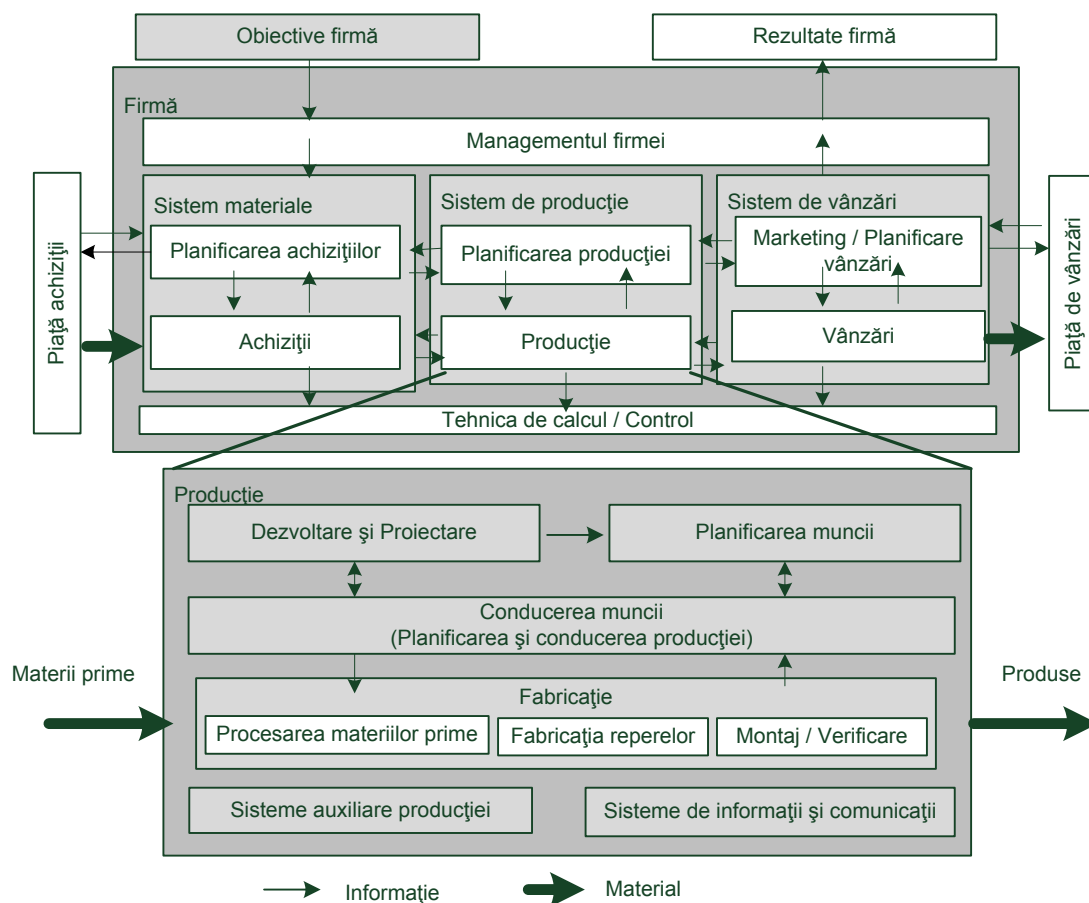 Obiective firmă
Rezultate firmă
Firmă
Managementul firmei
Piaţă achiziţii
Sistem materiale
Planificarea achiziţiilor
Achiziţii
Sistem de producţie
Planificarea producţiei
Producţie
Sistem de vânzări
Marketing / Planificare
vânzări
Vânzări
Piaţă de vânzări
Tehnica de calcul / Control
Producţie
Dezvoltare şi Proiectare
Planificarea muncii
Conducerea muncii
(Planificarea şi conducerea producţiei)
Materii prime
Produse
Fabricaţie
Procesarea materiilor prime
Fabricaţia reperelor
Montaj / Verificare
Sisteme auxiliare producţiei
Sisteme de informaţii şi comunicaţii
Informaţie
Material